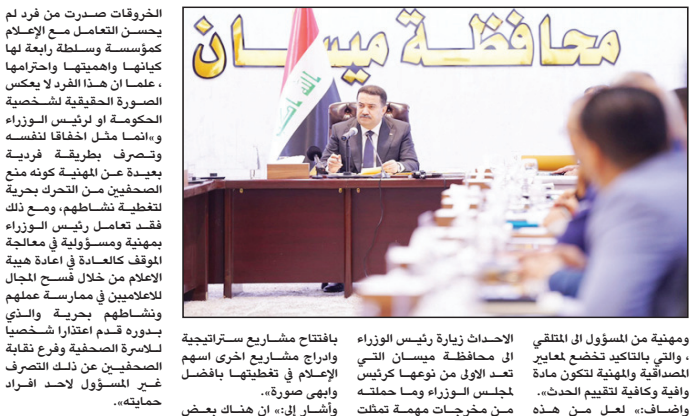 محافظة ميسان
ومهنية من المسؤول الى المتلقي
، والتي بالتاكيد تخضع لمعايير
المصداقية والمهنية لتكون مادة
وافية وكافية لتقييم الحدث».
واضاف:» لعل من هذه
الاحداث زيارة رئيس الوزراء
الى محافظة ميسان التي
تعد الاولى من نوعها كرئيس
لمجلس الوزراء وما حملته
من مخرجات مهمة تمثلت
بافتتاح مشاريع ستراتيجية
وادراج مشاريع اخرى اسهم
الإعلام في تغطيتها بافضل
وابهى صورة».
وأشار إلى:» ان هناك بعض
الخروقات صدرت من فرد لم
يحسن التعامل مع الإعلام
كمؤسسة وسلطة رابعة لها
كيانها واهميتها واحترامها
، علما ان هذا الفرد لا يعكس
الصورة الحقيقية لشخصية
الحكومة او لرئيس الوزراء
و»انما مثل اخفاقا لنفسه
وتصرف بطريقة فردية
بعيدة عن المهنية كونه منع
الصحفيين من التحرك بحرية
لتغطية نشاطهم، ومع ذلك
فقد تعامل رئيس الوزراء
بمهنية ومسؤولية في معالجة
الموقف كالعادة في اعادة هيبة
الاعلام من خلال فسح المجال
للاعلاميين في ممارسة عملهم
ونشاطهم بحرية والذي
بدوره قدم اعتذارا شخصيا
للاسرة الصحفية وفرع نقابة
الصحفيين عن ذلك التصرف
غير المسؤول لاحد افراد
حمايته».